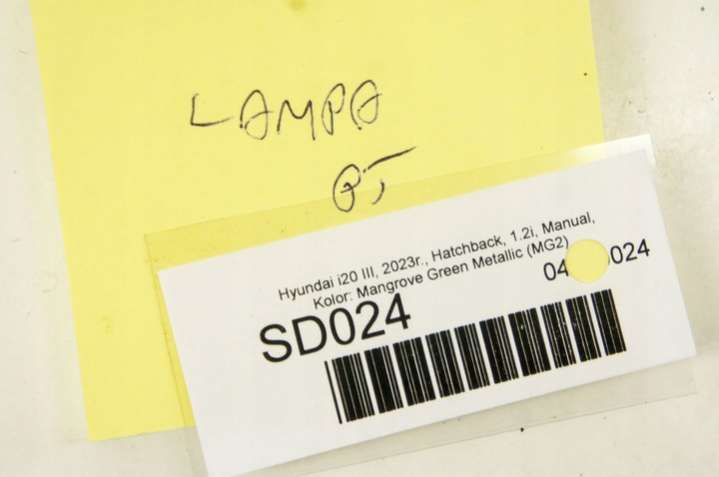 LAMPA
Hyundai i20 III, 2023r., Hatchback, 1.2i, Manual,
Kolor: Mangrove Green Metallic (MG2)
SD024